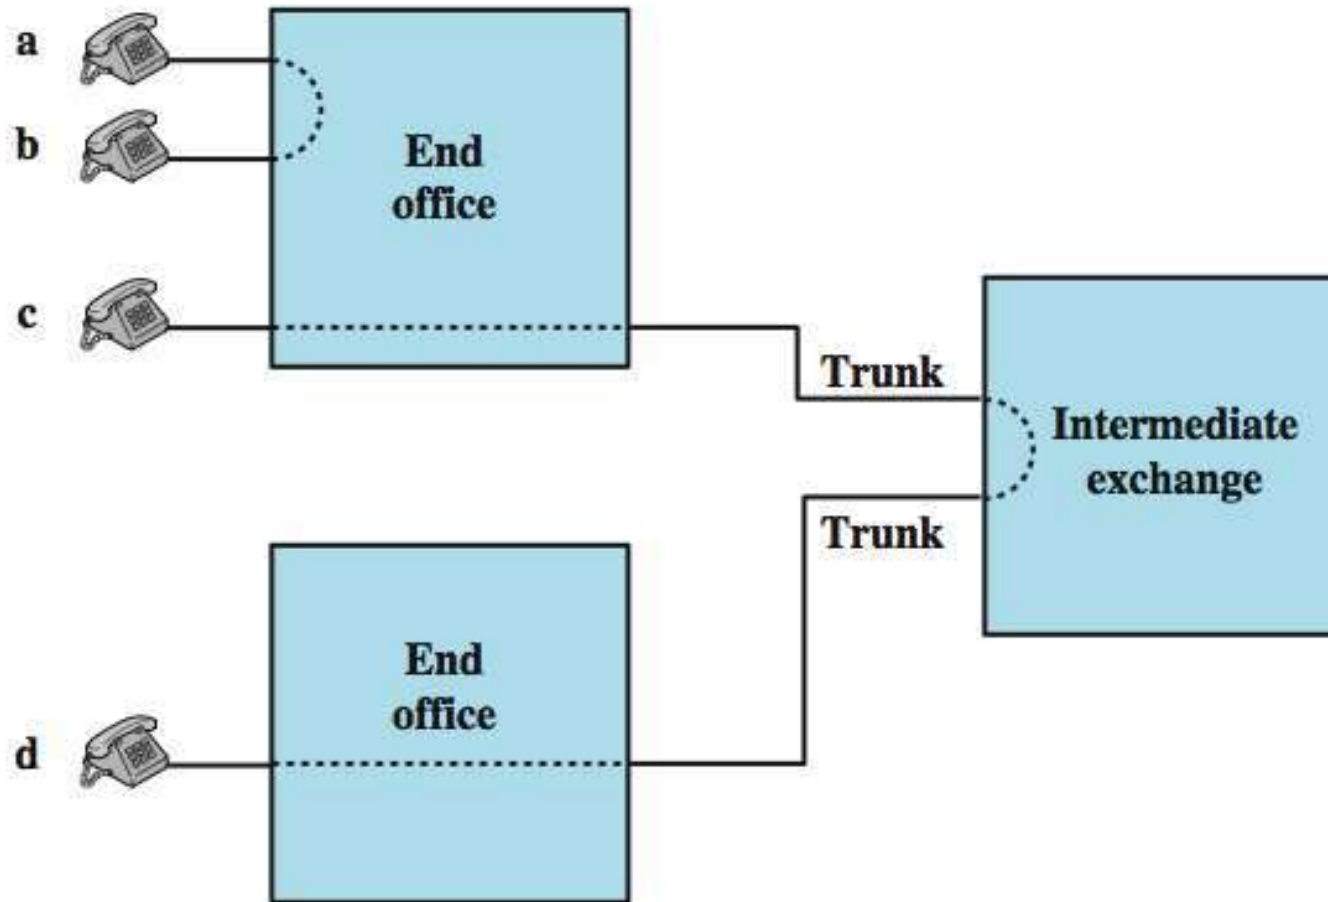 a
b
End
office
c
Trunk
Intermediate
exchange
Trunk
End
office
d